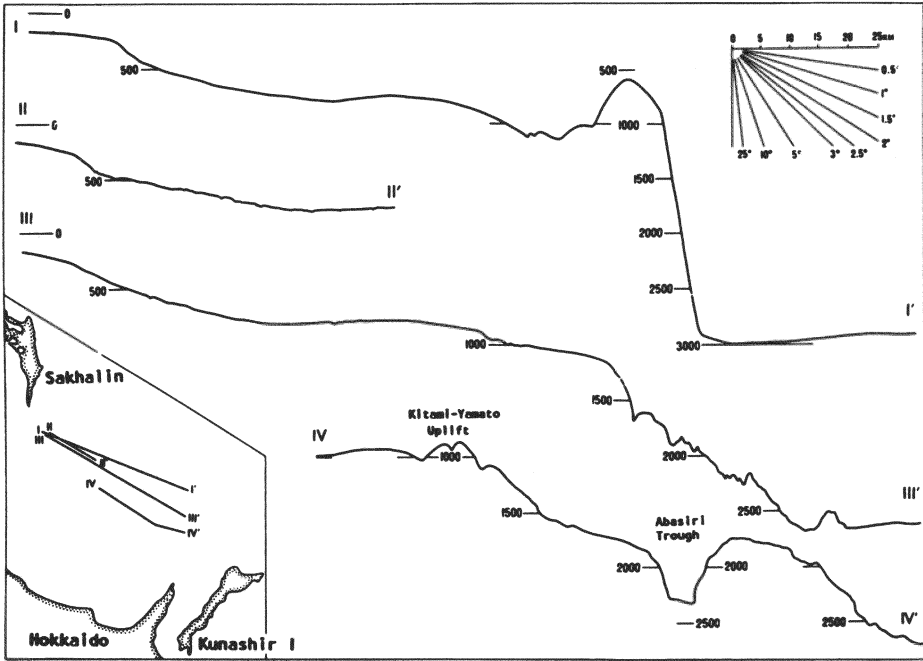 I
0
500
500
1000
1500
2000
2500
3000
I'
0 5 10 15 20 25KM
0.5°
1°
1.5°
2°
25° 10° 5° 3° 2.5°
II
500
II'
III
0
500
1000
1500
2000
2500
III'
Sakhalin
I II
III
I'
III'
IV
IV'
Hokkaido
Kunashir I
IV
Kitami-Yamato
Uplift
1000
1500
Abasiri
Trough
2000
2000
2500
2500
IV'